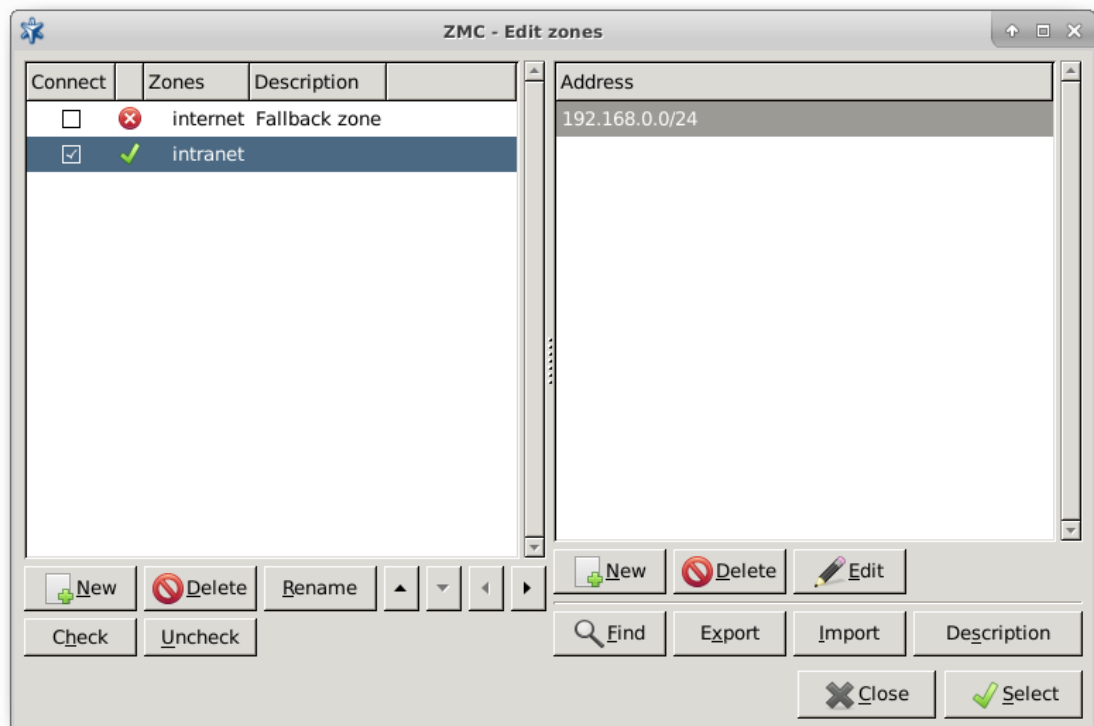 ZMC - Edit zones
Connect Zones Description
internet Fallback zone
intranet
Address
192.168.0.0/24
New Delete Rename
Check Uncheck
New Delete Edit
Find Export Import Description
Close Select